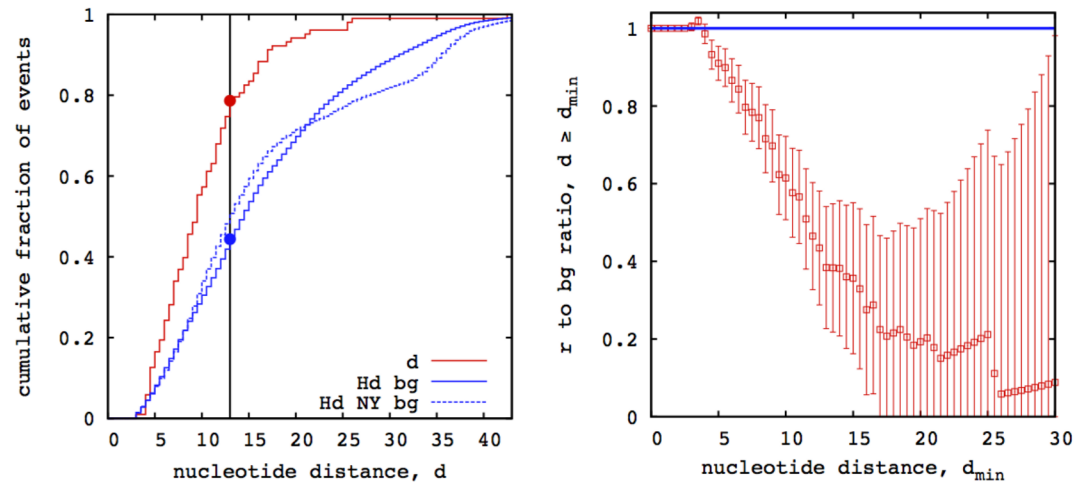 cumulative fraction of events
1
0.8
0.6
0.4
0.2
0
0 5 10 15 20 25 30 35 40
nucleotide distance, d
d
Hd bg
Hd NY bg
r to bg ratio, d ≥ dmin
1
0.8
0.6
0.4
0.2
0
0 5 10 15 20 25 30
nucleotide distance, dmin